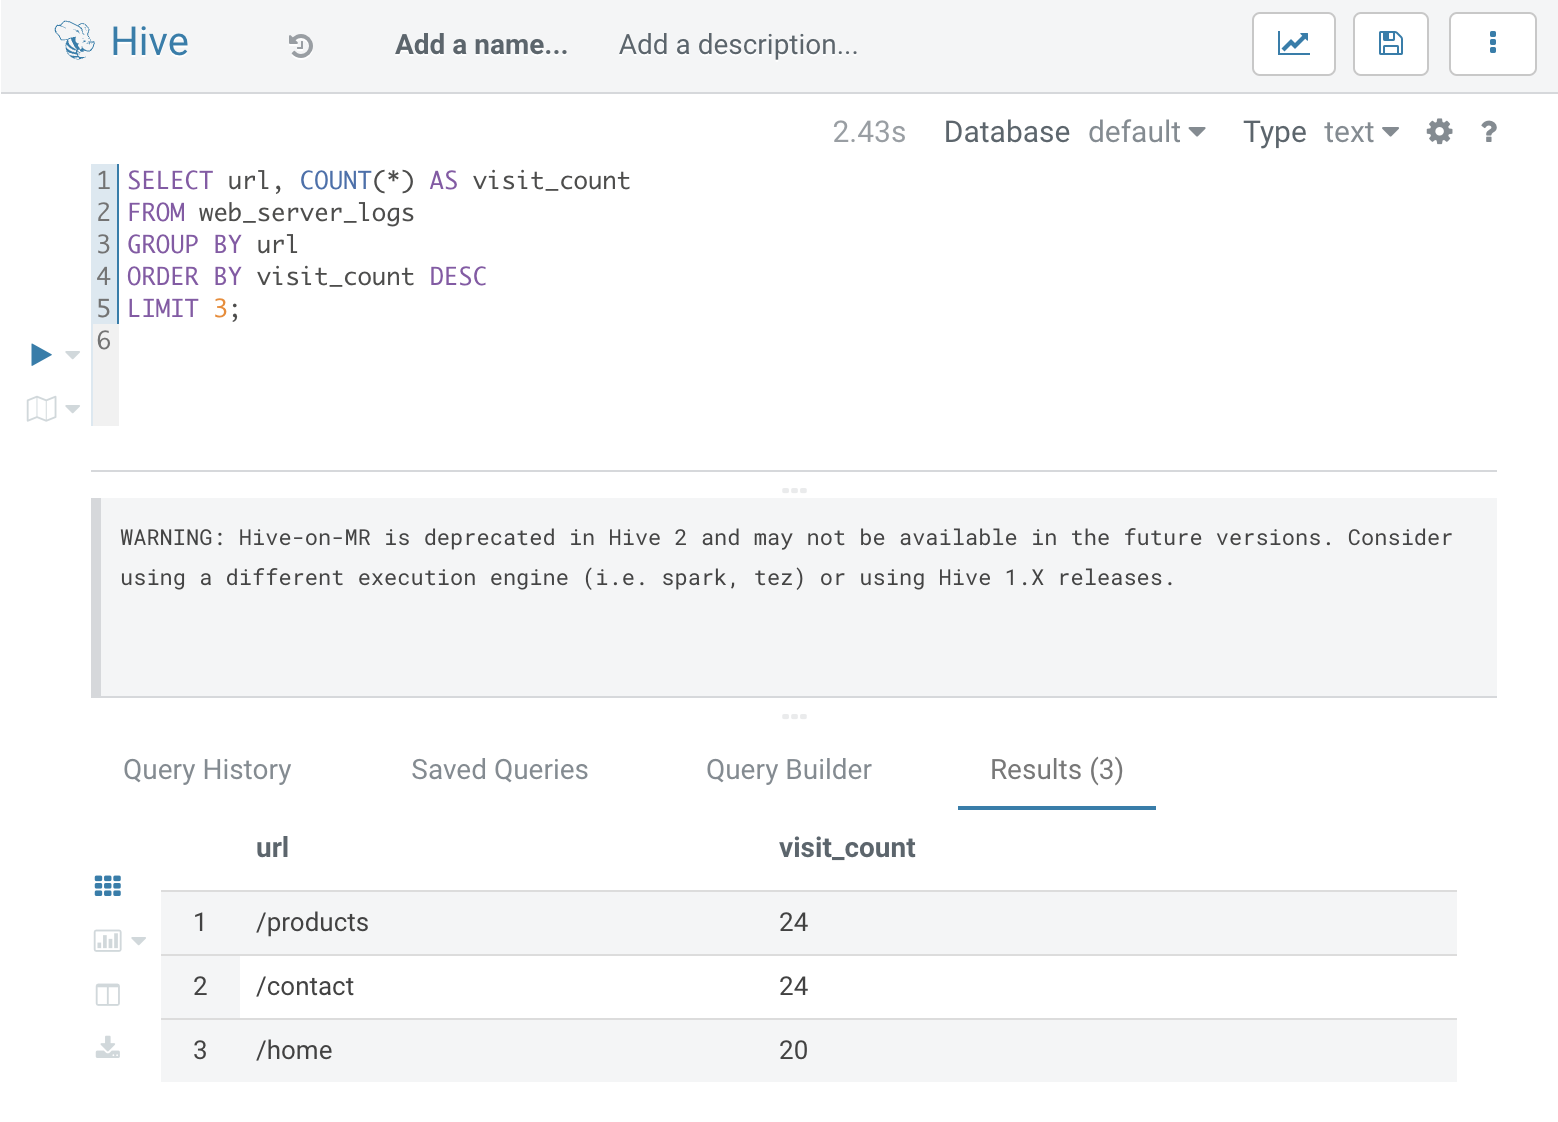 Hive
Add a name...
Add a description...
2.43s Database default Type text ?
1 SELECT url, COUNT(*) AS visit_count
2 FROM web_server_logs
3 GROUP BY url
4 ORDER BY visit_count DESC
5 LIMIT 3;
6
WARNING: Hive-on-MR is deprecated in Hive 2 and may not be available in the future versions. Consider
using a different execution engine (i.e. spark, tez) or using Hive 1.X releases.
Query History Saved Queries Query Builder Results (3)
url visit_count
1 /products 24
2 /contact 24
3 /home 20